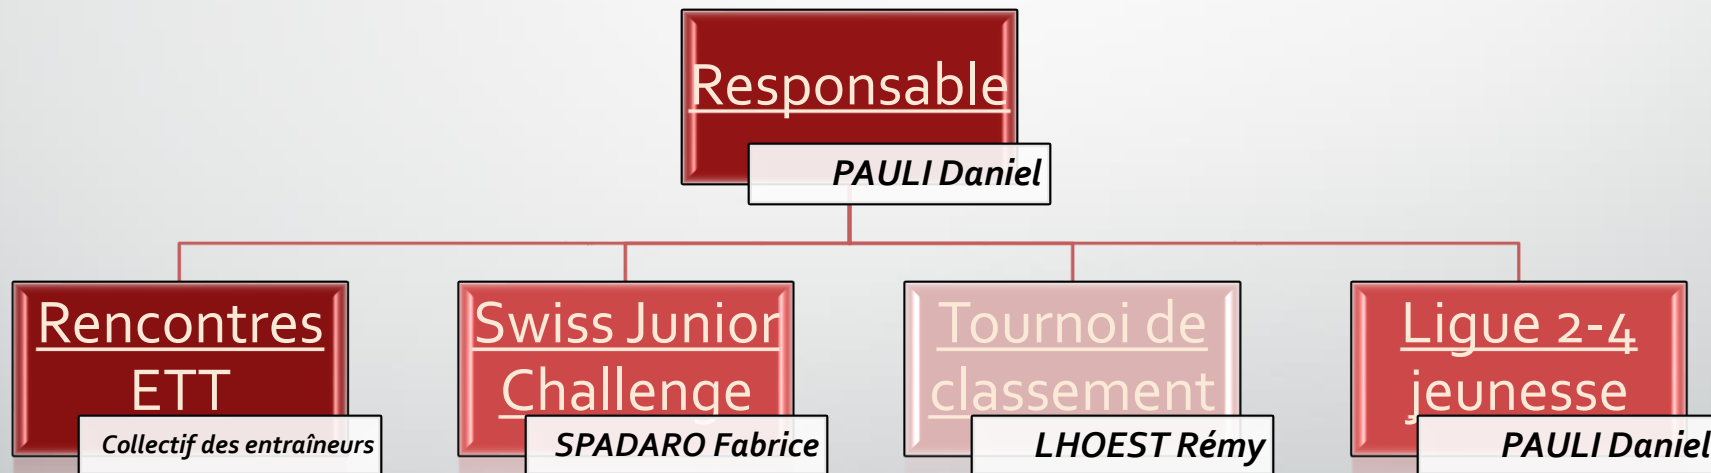 Responsable
PAULI Daniel
Rencontres
ETT
Collectif des entraîneurs
Swiss Junior
Challenge
SPADARO Fabrice
Tournoi de
classement
LHOEST Rémy
Ligue 2-4
jeunesse
PAULI Daniel